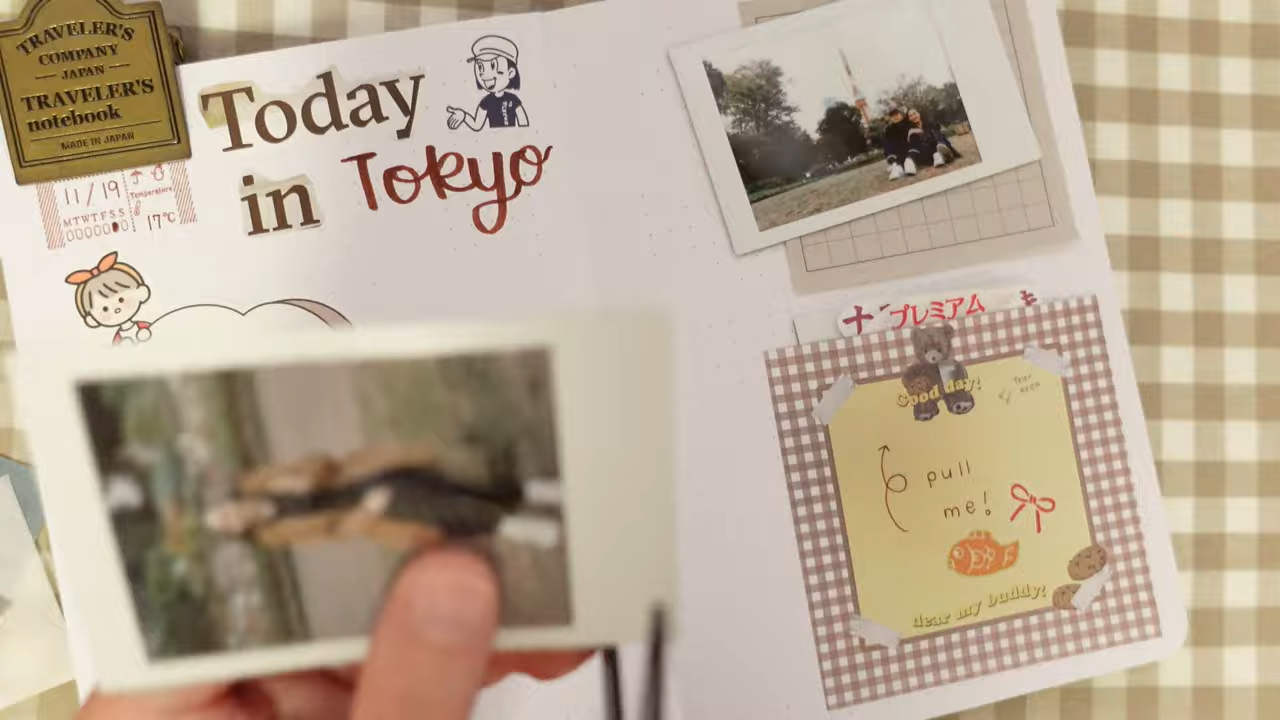 TRAVELER'S
COMPANY
JAPAN
TRAVELER'S
notebook
MADE IN JAPAN
Today
in Tokyo
11/19
Temperature
MTWTFSS
17℃
プレミアム
Good day!
pull
me!
dear my buddy!